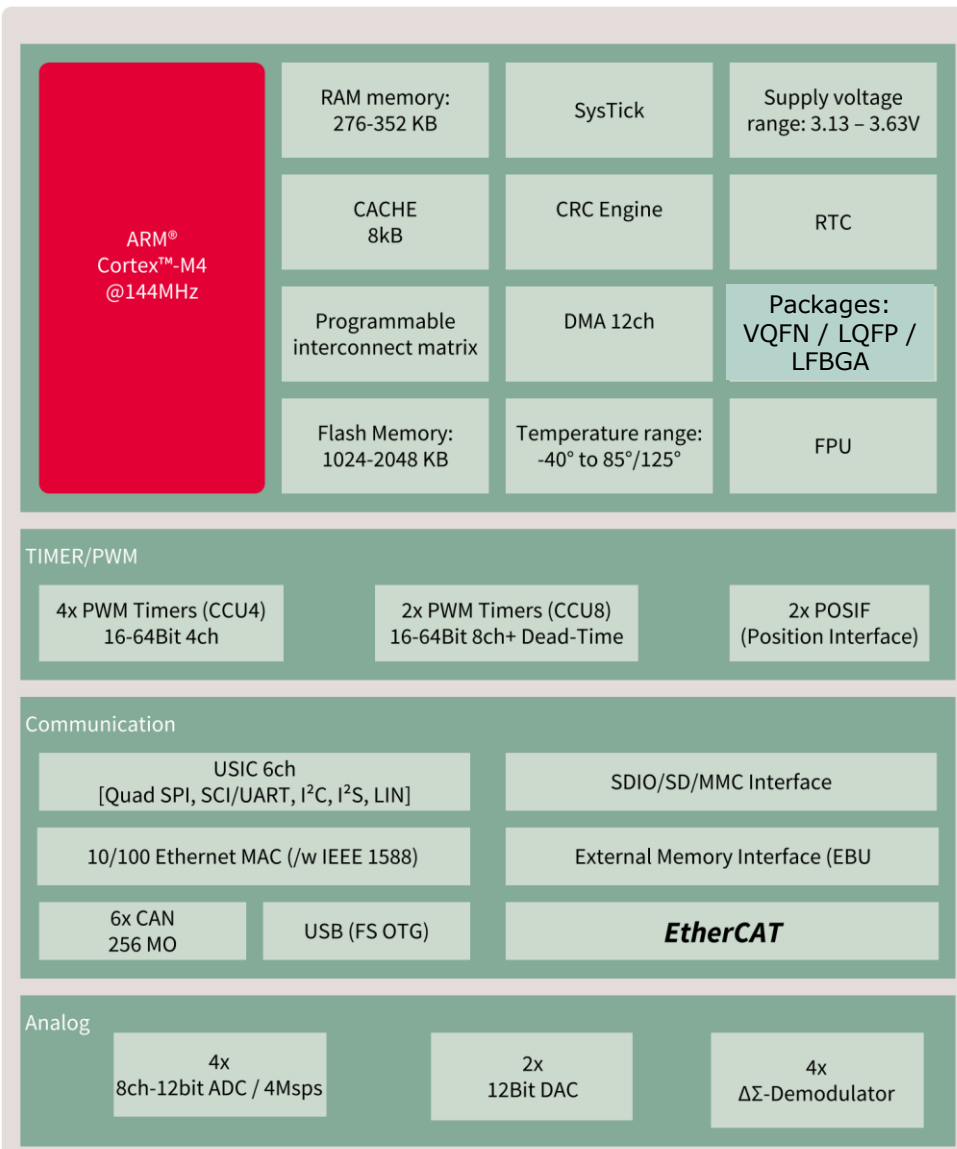 ARM®
Cortex™-M4
@144MHz
RAM memory:
276-352 KB
SysTick
Supply voltage
range: 3.13 – 3.63V
CACHE
8kB
CRC Engine
RTC
Programmable
interconnect matrix
DMA 12ch
Packages:
VQFN / LQFP /
LFBGA
Flash Memory:
1024-2048 KB
Temperature range:
-40° to 85°/125°
FPU
TIMER/PWM
4x PWM Timers (CCU4)
16-64Bit 4ch
2x PWM Timers (CCU8)
16-64Bit 8ch+ Dead-Time
2x POSIF
(Position Interface)
Communication
USIC 6ch
[Quad SPI, SCI/UART, I²C, I²S, LIN]
SDIO/SD/MMC Interface
10/100 Ethernet MAC (/w IEEE 1588)
External Memory Interface (EBU
6x CAN
256 MO
USB (FS OTG)
EtherCAT
Analog
4x
8ch-12bit ADC / 4Msps
2x
12Bit DAC
4x
ΔΣ-Demodulator